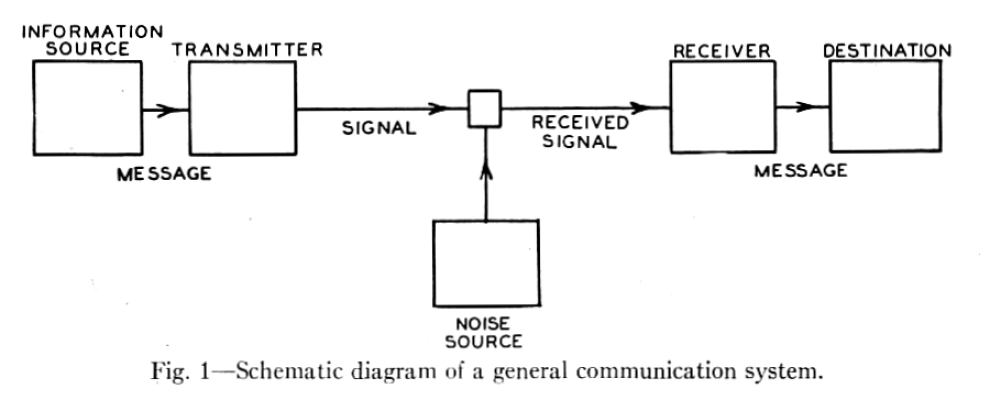 INFORMATION
SOURCE
TRANSMITTER
RECEIVER
DESTINATION
SIGNAL
RECEIVED
SIGNAL
MESSAGE
MESSAGE
NOISE
SOURCE
Fig. 1—Schematic diagram of a general communication system.